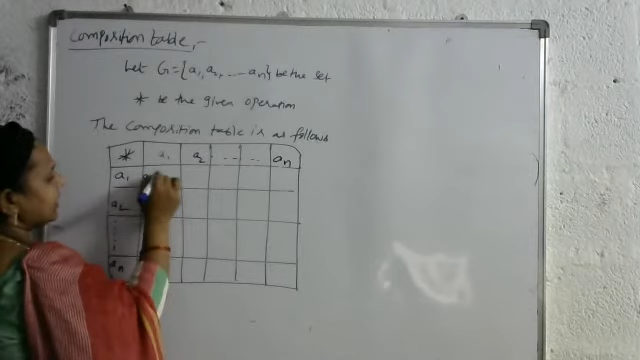 Composition table,-
Let G={a1, a2, ---- an} be the set
* be the given operation
The Composition table is as follows
* a1 a2 -- -- an
a1
a2
an